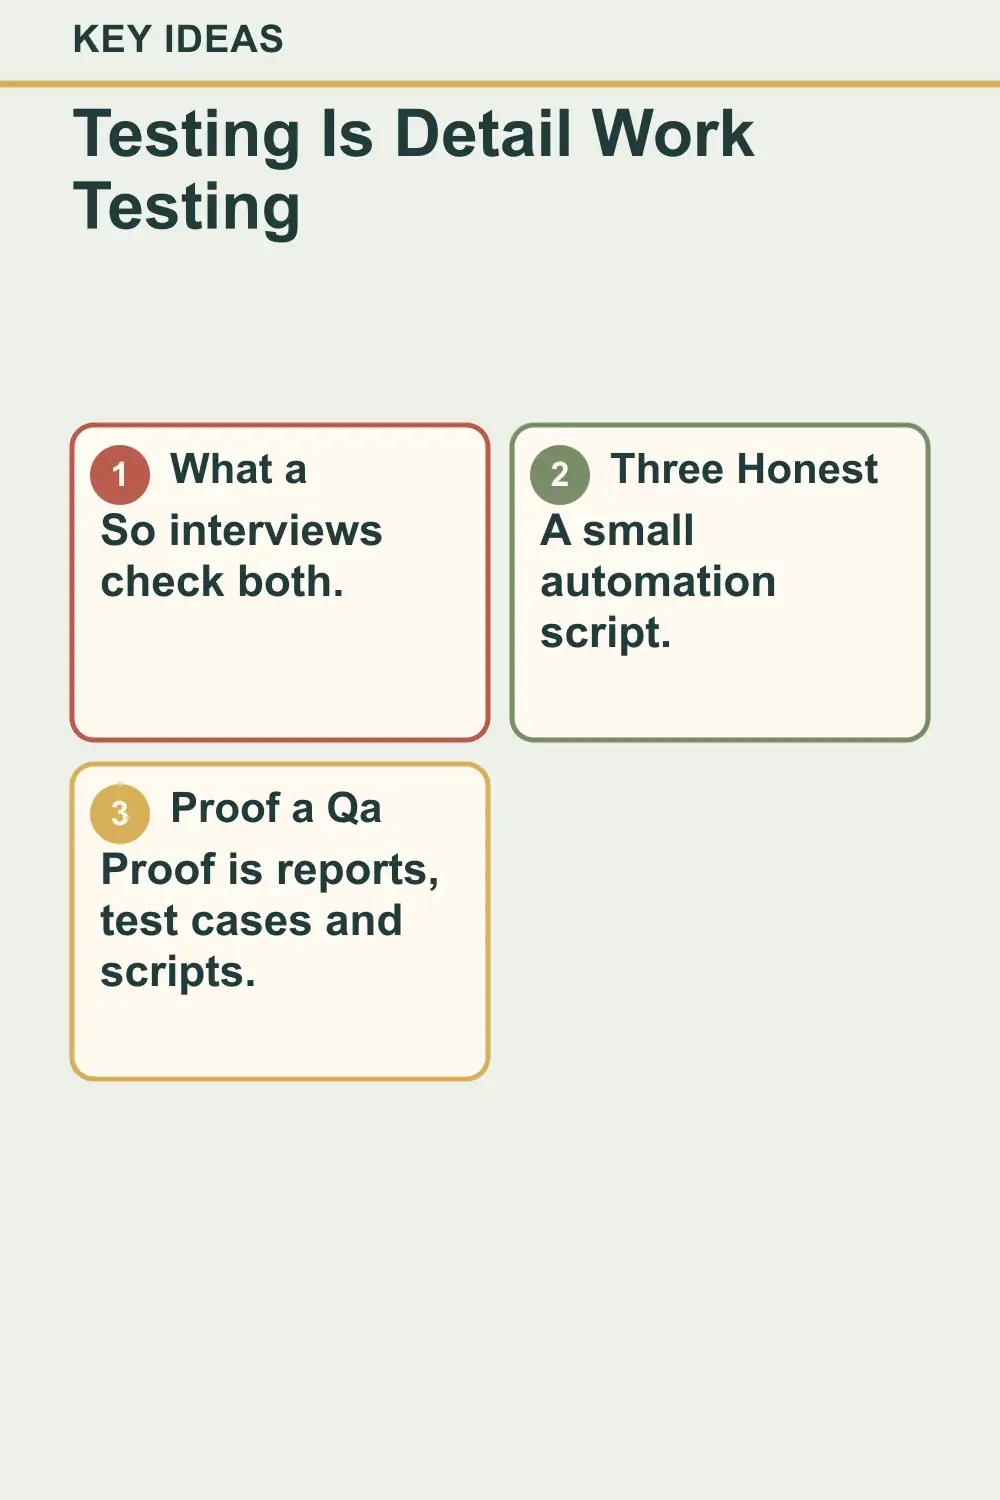 KEY IDEAS
Testing Is Detail Work
Testing
1 What a
So interviews
check both.
2 Three Honest
A small
automation
script.
3 Proof a Qa
Proof is reports,
test cases and
scripts.